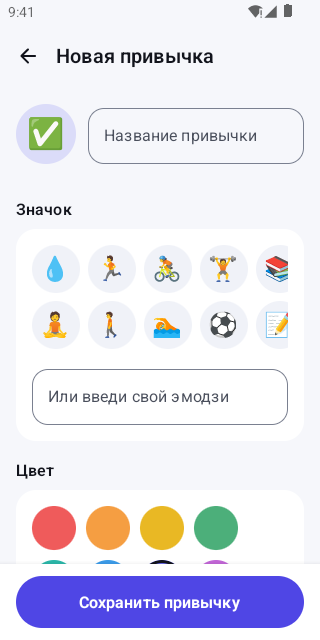 9:41
Новая привычка
Название привычки
Значок
Или введи свой эмодзи
Цвет
Сохранить привычку